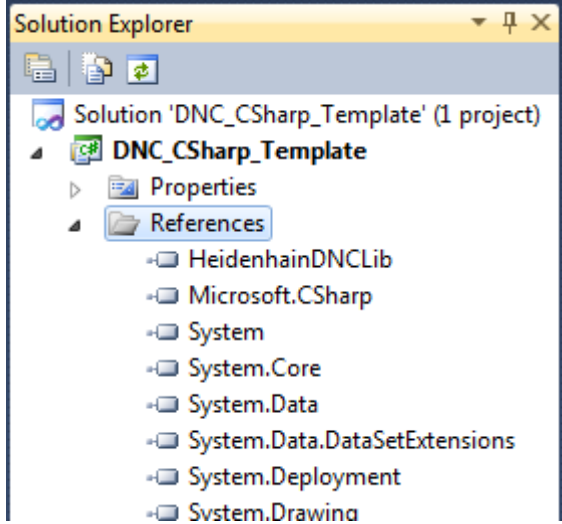 Solution Explorer
Solution 'DNC_CSharp_Template' (1 project)
C#
DNC_CSharp_Template
Properties
References
HeidenhainDNCLib
Microsoft.CSharp
System
System.Core
System.Data
System.Data.DataSetExtensions
System.Deployment
System.Drawing